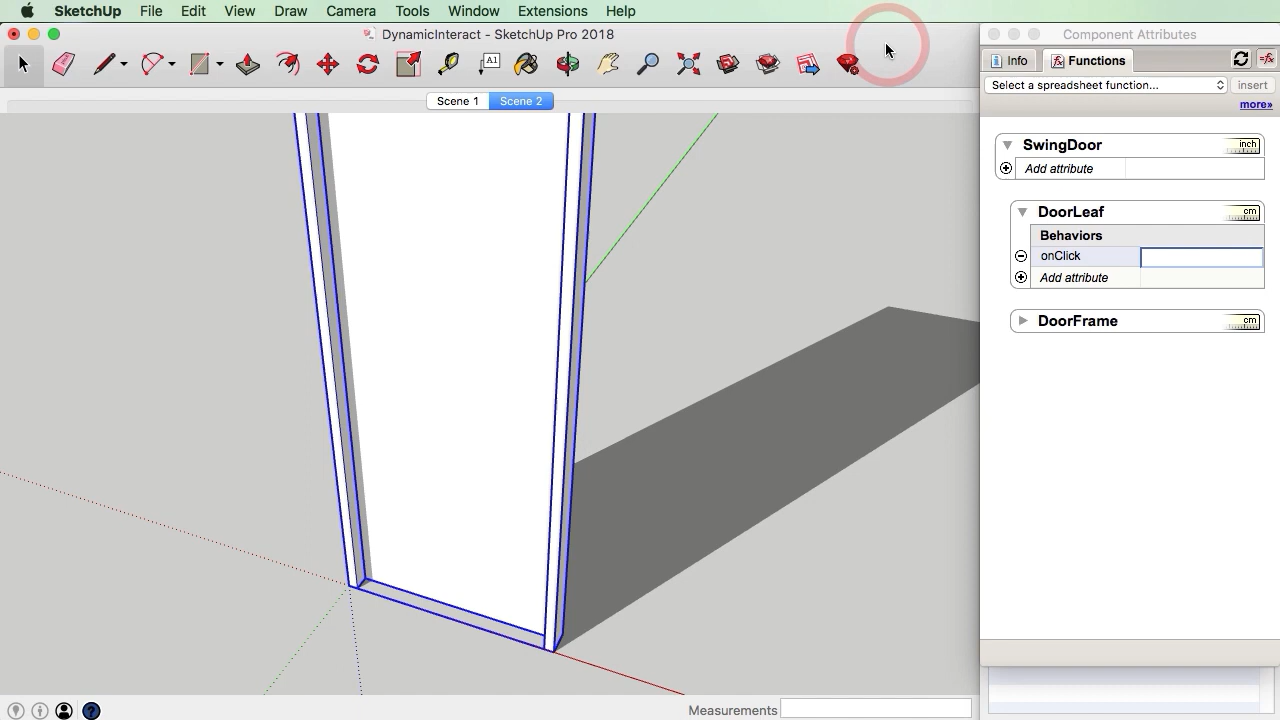 SketchUp File Edit View Draw Camera Tools Window Extensions Help
DynamicInteract - SketchUp Pro 2018
A1
Scene 1 Scene 2
Component Attributes
Info Functions
Select a spreadsheet function... insert
more»
SwingDoor inch
Add attribute
DoorLeaf cm
Behaviors
onClick
Add attribute
DoorFrame cm
Measurements